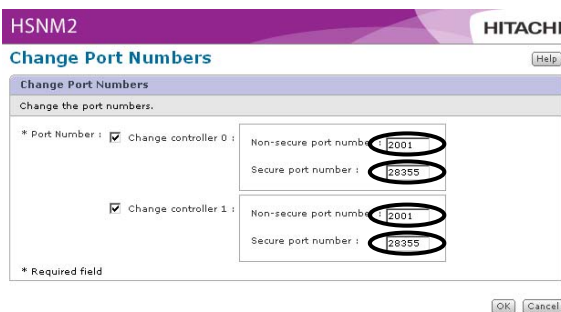 HSNM2 HITACHI
Change Port Numbers Help
Change Port Numbers
Change the port numbers.
* Port Number : Change controller 0 :
Non-secure port number : 2001
Secure port number : 28355
Change controller 1 :
Non-secure port number : 2001
Secure port number : 28355
* Required field
OK Cancel